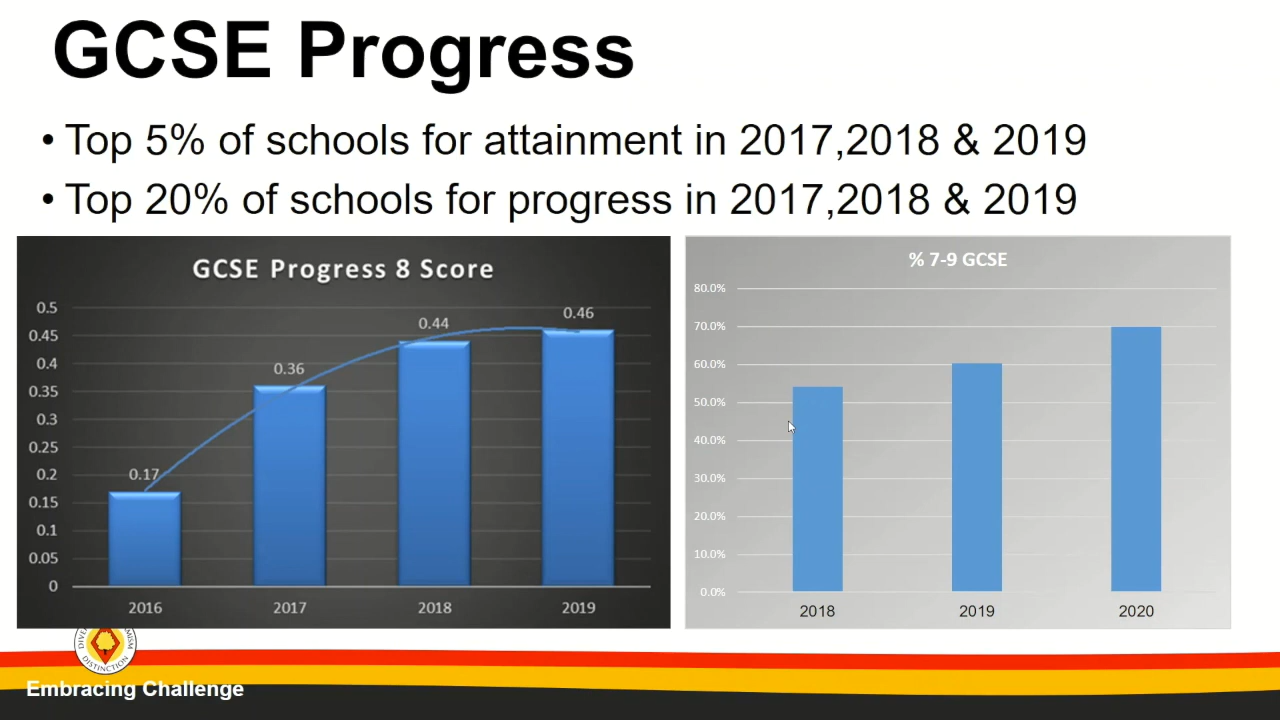 GCSE Progress
• Top 5% of schools for attainment in 2017,2018 & 2019
• Top 20% of schools for progress in 2017,2018 & 2019
GCSE Progress 8 Score
0.5
0.45
0.4
0.35
0.3
0.25
0.2
0.15
0.1
0.05
0
0.17
0.36
0.44
0.46
2016 2017 2018 2019
% 7-9 GCSE
80.0%
70.0%
60.0%
50.0%
40.0%
30.0%
20.0%
10.0%
0.0%
2018 2019 2020
DISTINCTION
Embracing Challenge